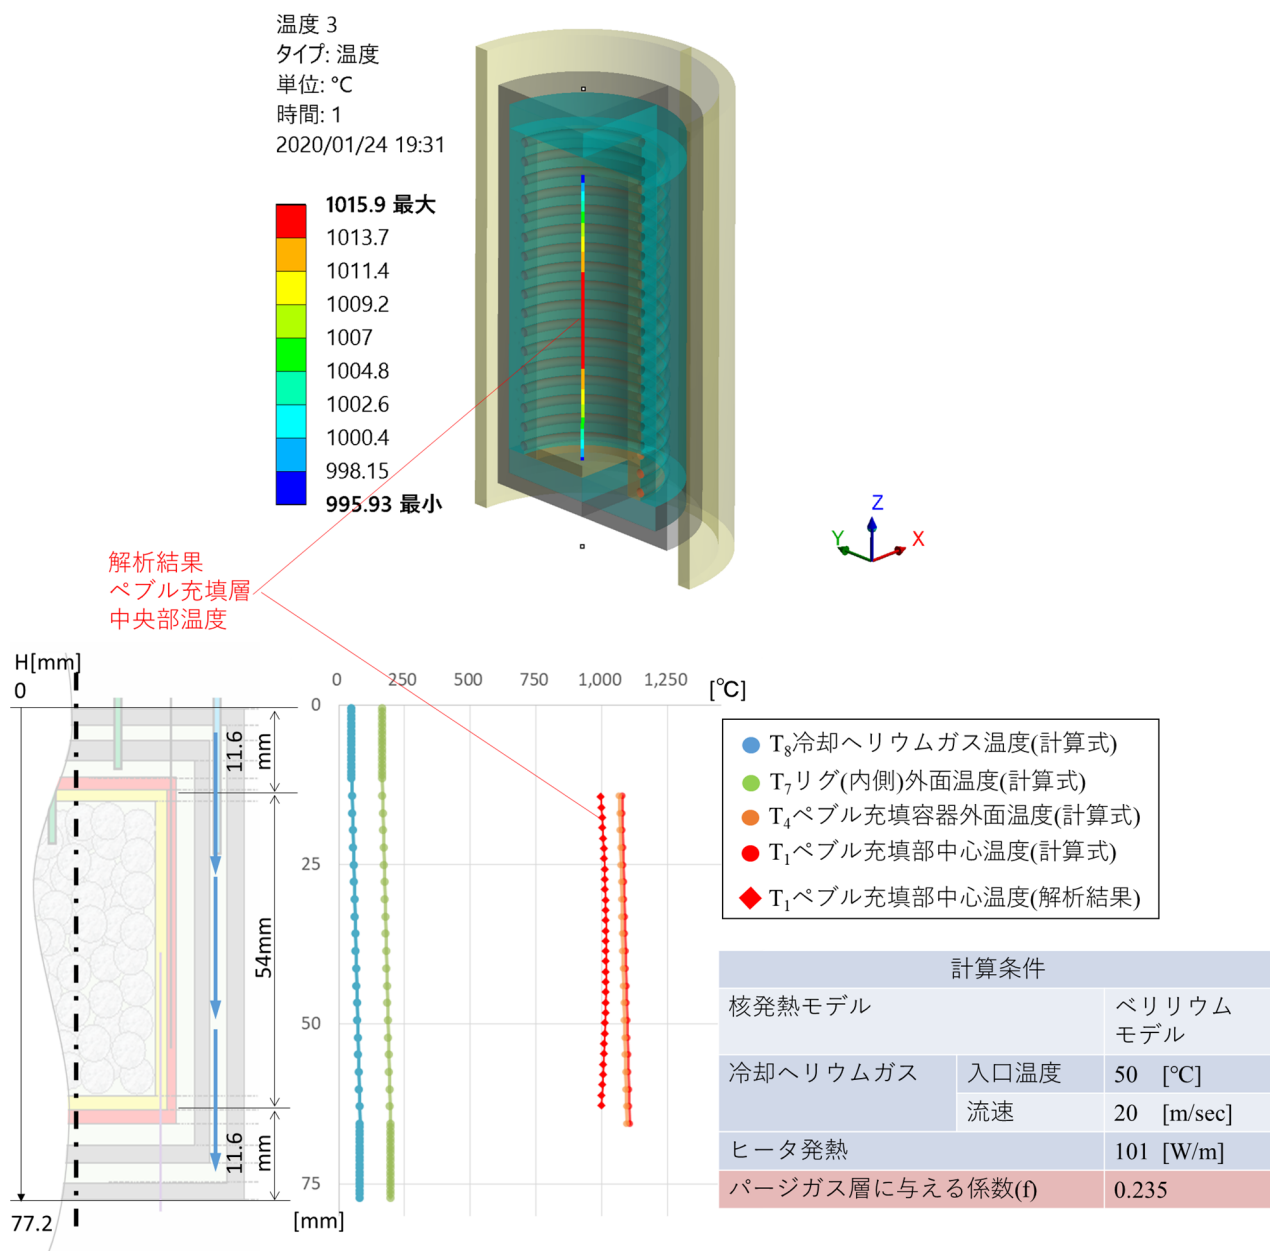 温度 3
タイプ: 温度
単位: ℃
時間: 1
2020/01/24 19:31
1015.9 最大
1013.7
1011.4
1009.2
1007
1004.8
1002.6
1000.4
998.15
995.93 最小
Z
Y
X
解析結果
ペブル充填層
中央部温度
H[mm]
0
11.6
mm
54mm
11.6
mm
77.2
0
250
500
750
1,000
1,250
[℃]
0
25
50
75
[mm]
T8冷却ヘリウムガス温度(計算式)
T7リグ(内側)外面温度(計算式)
T4ペブル充填容器外面温度(計算式)
T1ペブル充填部中心温度(計算式)
T1ペブル充填部中心温度(解析結果)
計算条件
核発熱モデル
ベリリウム
モデル
冷却ヘリウムガス
入口温度
50 [℃]
流速
20 [m/sec]
ヒータ発熱
101 [W/m]
パージガス層に与える係数(f)
0.235